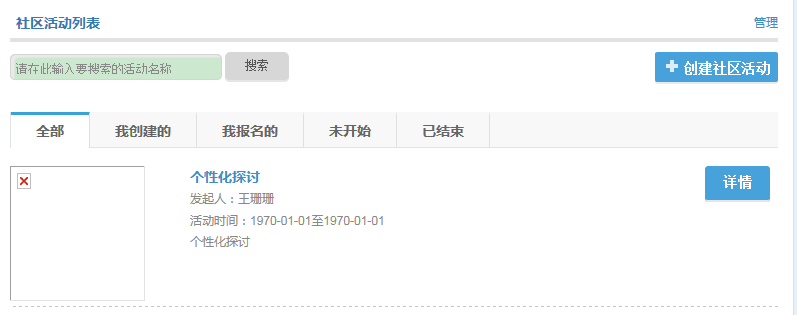 社区活动列表
管理
请在此输入要搜索的活动名称
搜索
创建社区活动
全部
我创建的
我报名的
未开始
已结束
个性化探讨
详情
发起人：王珊珊
活动时间：1970-01-01至1970-01-01
个性化探讨